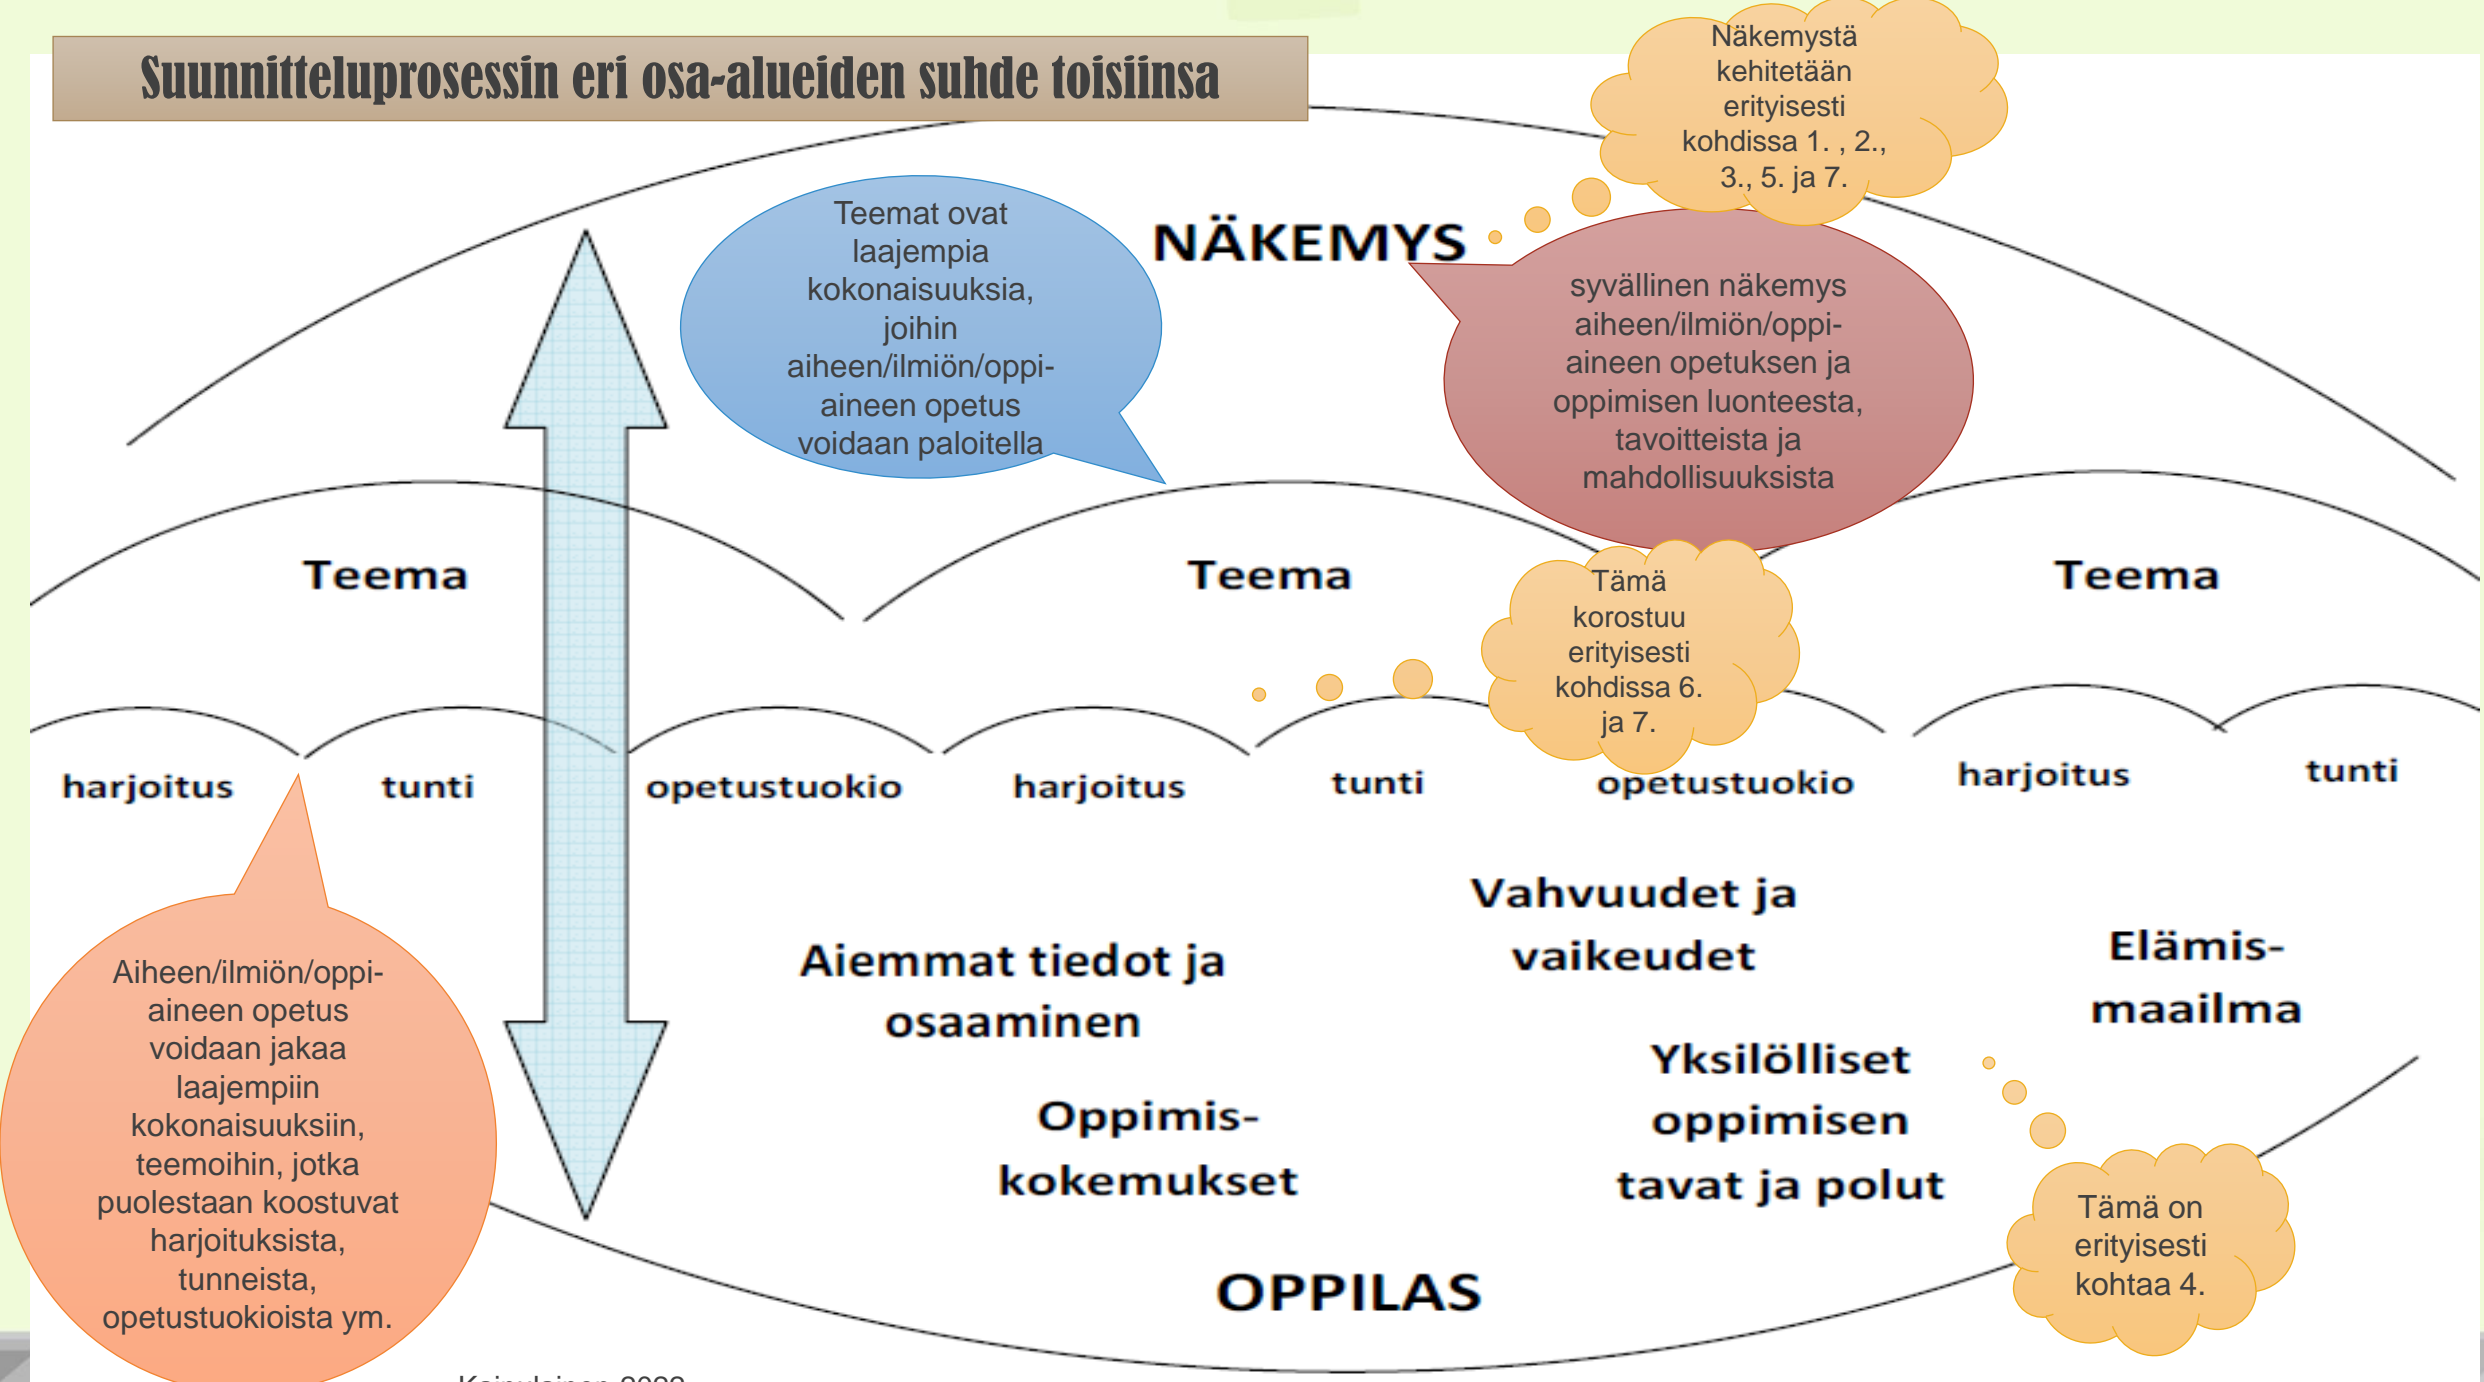 Suunnitteluprosessin eri osa-alueiden suhde toisiinsa
Näkemystä
kehitetään
erityisesti
kohdissa 1. , 2.,
3., 5. ja 7.
NÄKEMYS
Teemat ovat
laajempia
kokonaisuuksia,
joihin
aiheen/ilmiön/oppi-
aineen opetus
voidaan paloitella
syvällinen näkemys
aiheen/ilmiön/oppi-
aineen opetuksen ja
oppimisen luonteesta,
tavoitteista ja
mahdollisuuksista
Teema
Teema
Teema
Tämä
korostuu
erityisesti
kohdissa 6.
ja 7.
harjoitus
tunti
opetustuokio
harjoitus
tunti
opetustuokio
harjoitus
tunti
Aiheen/ilmiön/oppi-
aineen opetus
voidaan jakaa
laajempiin
kokonaisuuksiin,
teemoihin, jotka
puolestaan koostuvat
harjoituksista,
tunneista,
opetustuokioista ym.
Aiemmat tiedot ja
osaaminen
Vahvuudet ja
vaikeudet
Elämis-
maailma
Oppimis-
kokemukset
Yksilölliset
oppimisen
tavat ja polut
OPPILAS
Tämä on
erityisesti
kohtaa 4.